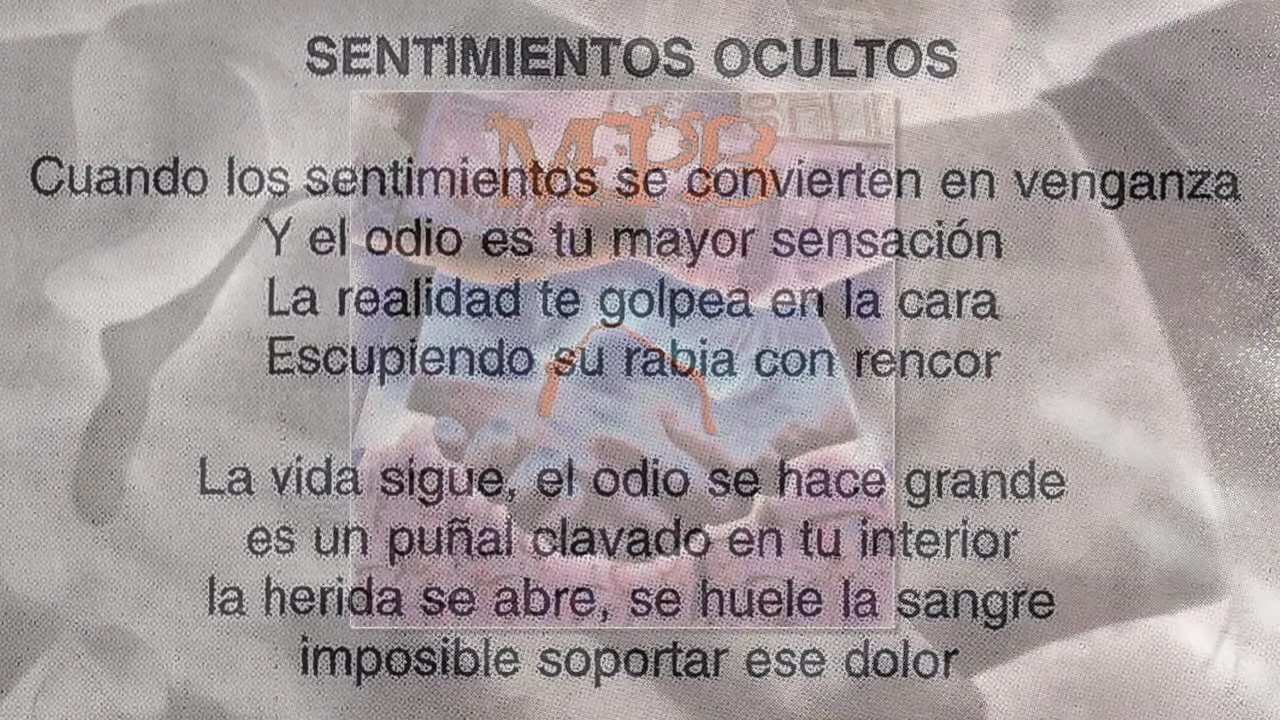 SENTIMIENTOS OCULTOS
MPB
Cuando los sentimientos se convierten en venganza
Y el odio es tu mayor sensación
La realidad te golpea en la cara
Escupiendo su rabia con rencor
La vida sigue, el odio se hace grande
es un puñal clavado en tu interior
la herida se abre, se huele la sangre
imposible soportar ese dolor